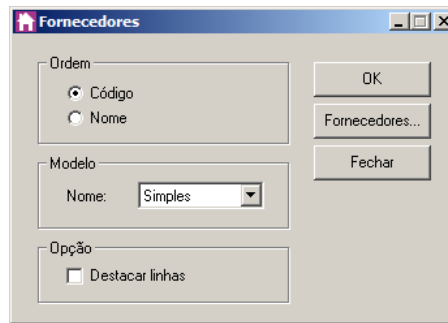 Fornecedores
Ordem
Código
Nome
OK
Fornecedores...
Fechar
Modelo
Nome: Simples
Opção
Destacar linhas